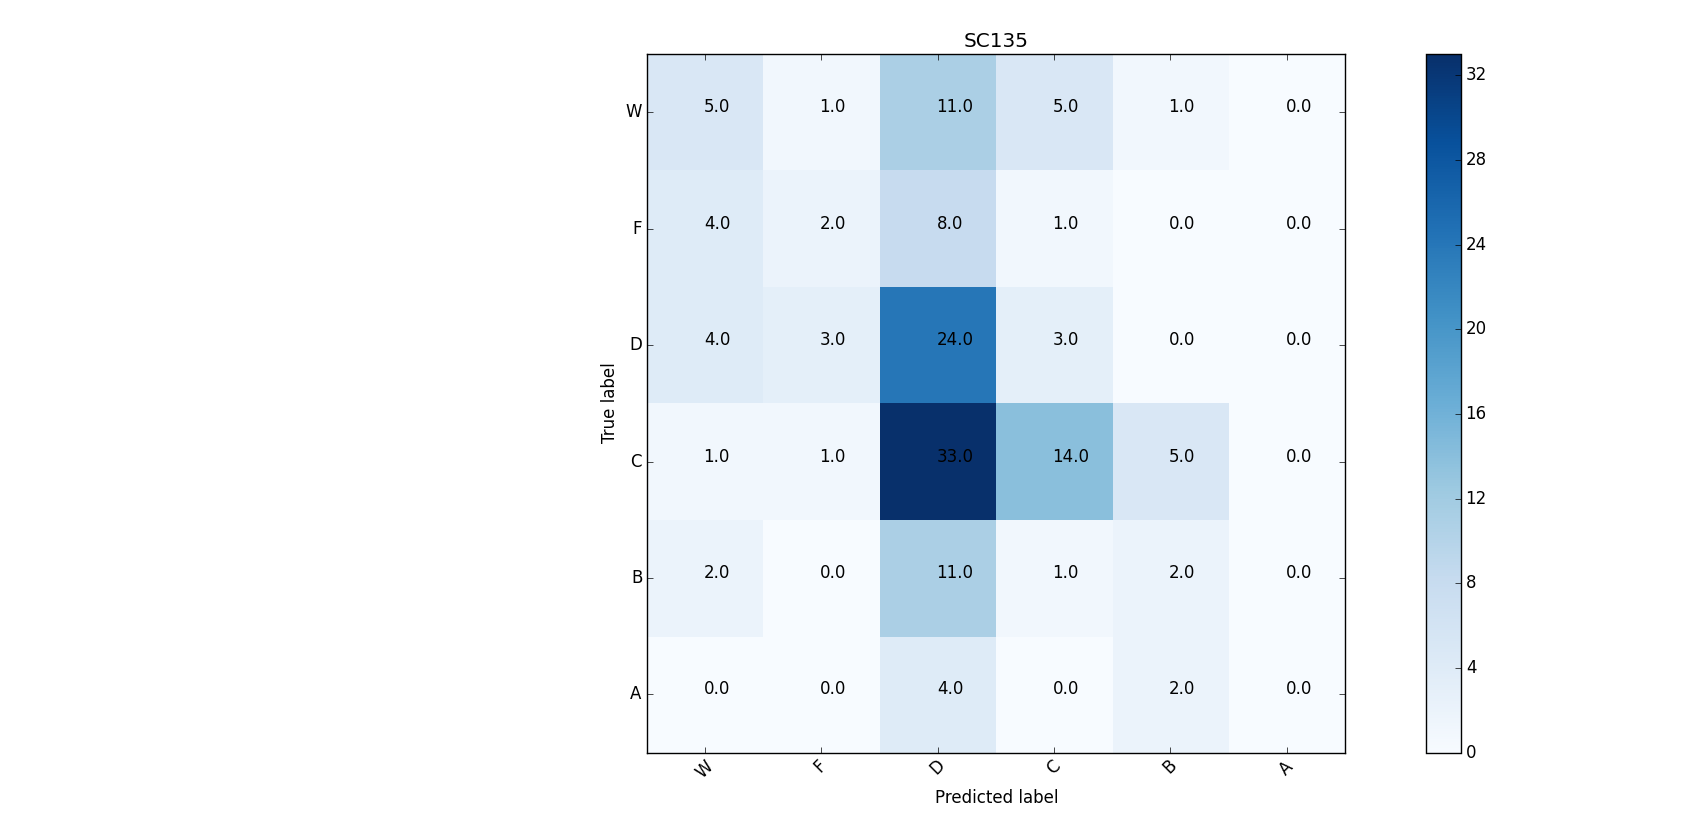 SC135
W 5.0 1.0 11.0 5.0 1.0 0.0
F 4.0 2.0 8.0 1.0 0.0 0.0
D 4.0 3.0 24.0 3.0 0.0 0.0
C 1.0 1.0 33.0 14.0 5.0 0.0
B 2.0 0.0 11.0 1.0 2.0 0.0
A 0.0 0.0 4.0 0.0 2.0 0.0
W F D C B A
True label
Predicted label
32
28
24
20
16
12
8
4
0